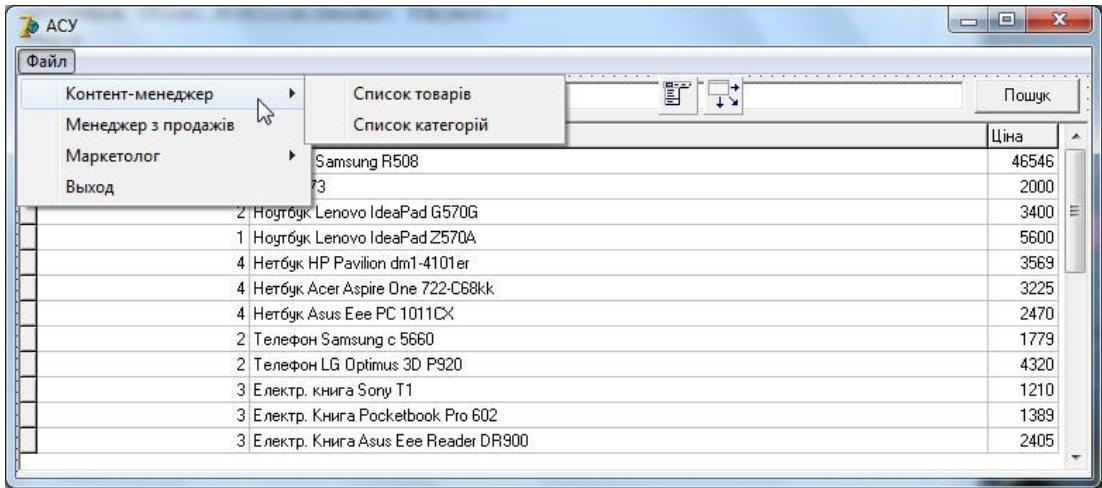 АСУ
Файл
Контент-менеджер
Список товарів
Пошук
Менеджер з продажів
Список категорій
Ціна
Маркетолог
Samsung R508 46546
Выход
73 2000
2 Ноутбук Lenovo IdeaPad G570G 3400
1 Ноутбук Lenovo IdeaPad Z570A 5600
4 Нетбук HP Pavilion dm1-4101er 3569
4 Нетбук Acer Aspire One 722-C68kk 3225
4 Нетбук Asus Eee PC 1011CX 2470
2 Телефон Samsung c 5660 1779
2 Телефон LG Optimus 3D P920 4320
3 Електр. книга Sony T1 1210
3 Електр. Книга Pocketbook Pro 602 1389
3 Електр. Книга Asus Eee Reader DR900 2405